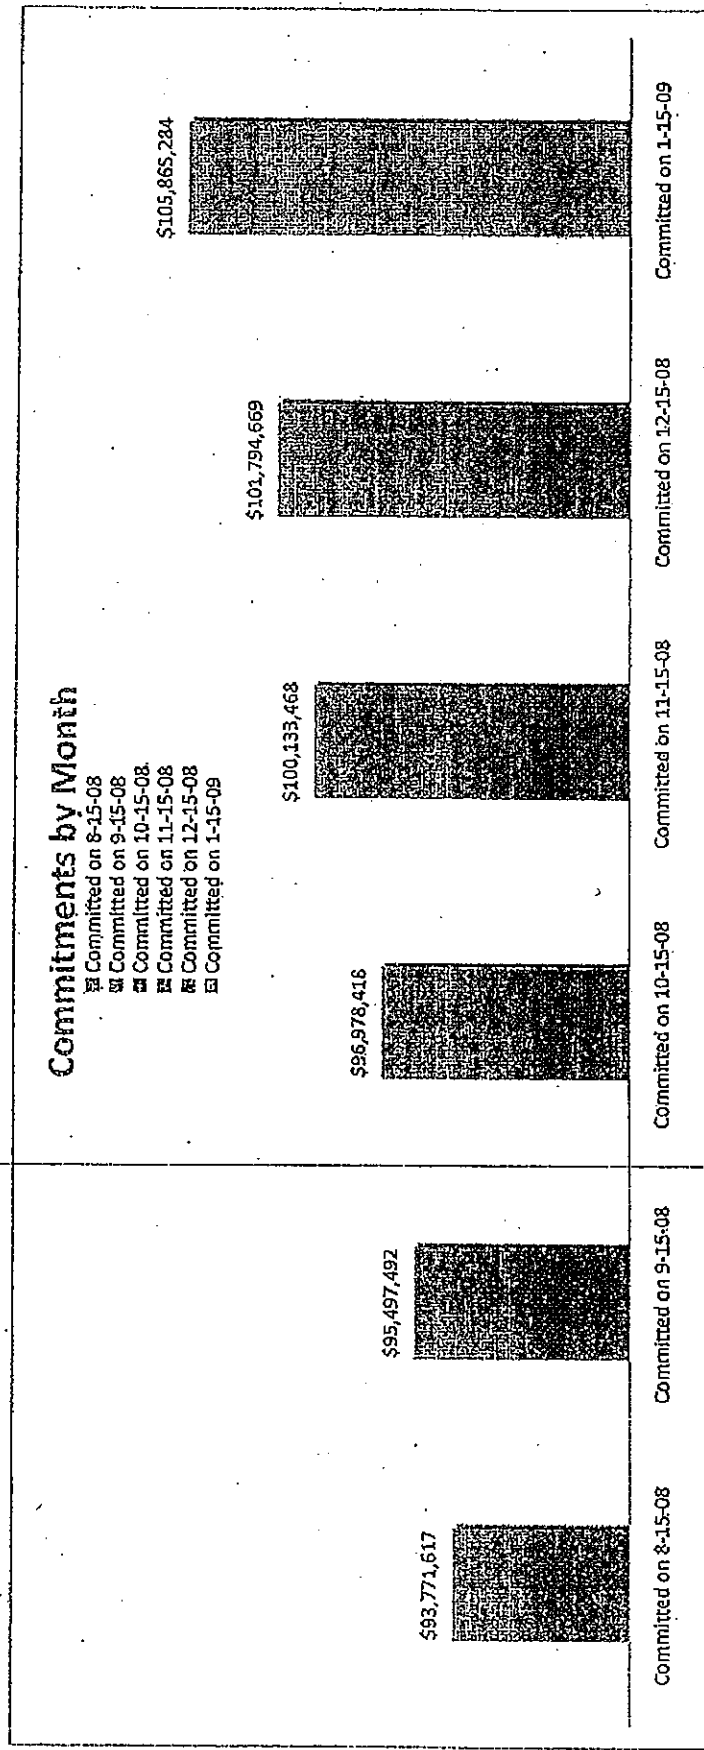 Commitments by Month
Committed on 8-15-08
Committed on 9-15-08
Committed on 10-15-08
Committed on 11-15-08
Committed on 12-15-08
Committed on 1-15-09
$93,771,617
$95,497,492
$96,978,416
$100,133,468
$101,794,669
$105,865,284
Committed on 8-15-08
Committed on 9-15-08
Committed on 10-15-08
Committed on 11-15-08
Committed on 12-15-08
Committed on 1-15-09